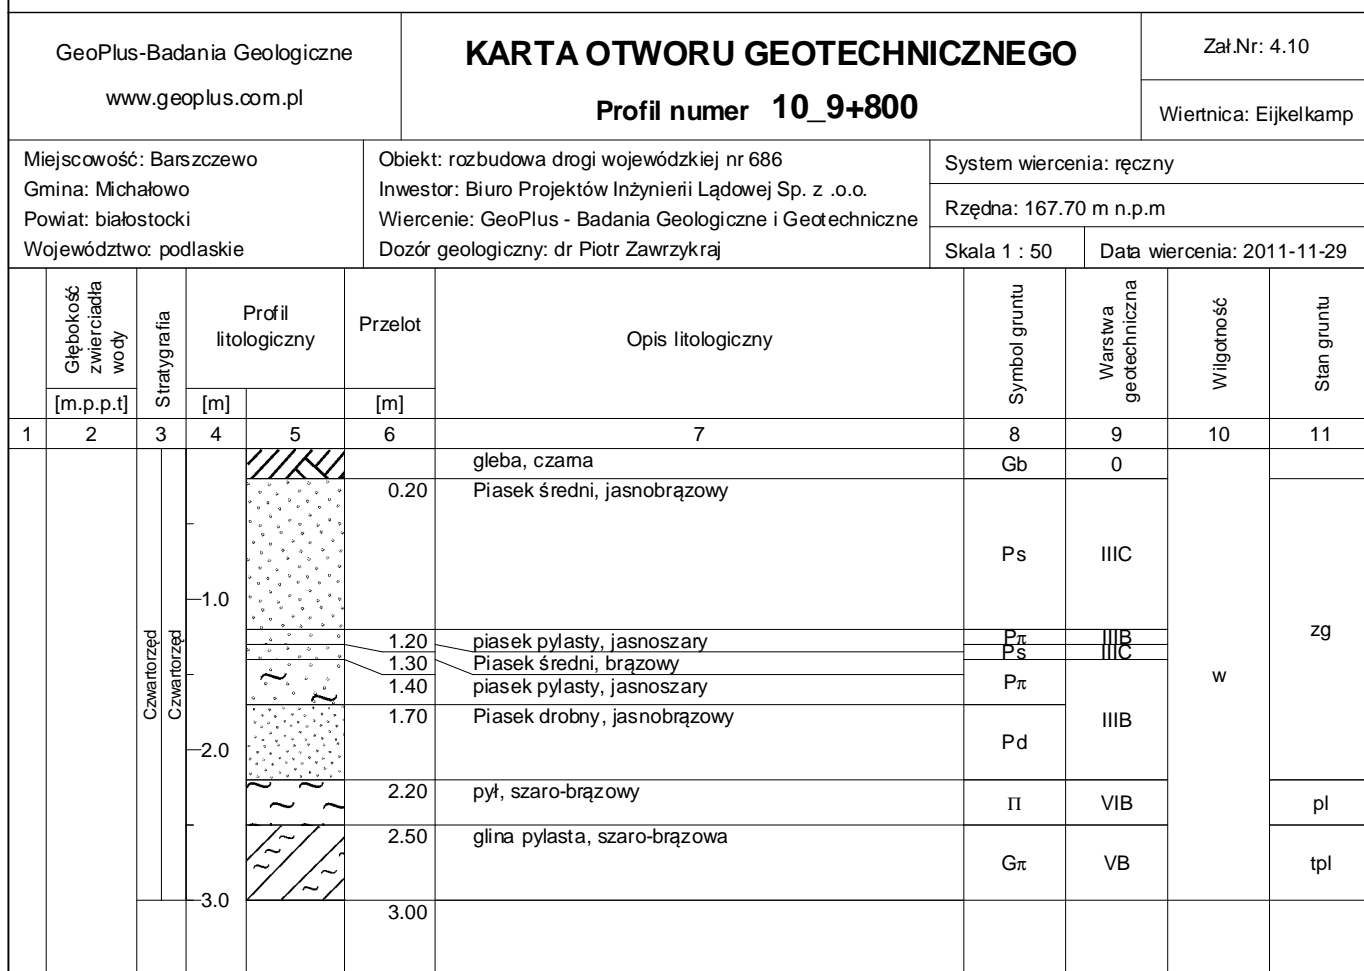 GeoPlus-Badania Geologiczne
www.geoplus.com.pl
KARTA OTWORU GEOTECHNICZNEGO
Profil numer 10_9+800
Zał.Nr: 4.10
Wiertnica: Eijkelkamp
Miejscowość: Barszczewo
Gmina: Michałowo
Powiat: białostocki
Województwo: podlaskie
Obiekt: rozbudowa drogi wojewódzkiej nr 686
Inwestor: Biuro Projektów Inżynierii Lądowej Sp. z .o.o.
Wiercenie: GeoPlus - Badania Geologiczne i Geotechniczne
Dozór geologiczny: dr Piotr Zawrzykraj
System wiercenia: ręczny
Rzędna: 167.70 m n.p.m
Skala 1 : 50
Data wiercenia: 2011-11-29
Głębokość zwierciadła wody
[m.p.p.t]
Stratygrafia
Profil litologiczny
[m]
Przelot
[m]
Opis litologiczny
Symbol gruntu
Warstwa geotechniczna
Wilgotność
Stan gruntu
1 2 3 4 5 6 7 8 9 10 11
gleba, czarna Gb 0
0.20 Piasek średni, jasnobrązowy
Ps IIIC
1.0
1.20 piasek pylasty, jasnoszary Pπ IIIB
1.30 Piasek średni, brązowy Ps IIIC
1.40 piasek pylasty, jasnoszary Pπ
1.70 Piasek drobny, jasnobrązowy
Pd IIIB
2.0
zg
w
Czwartorzęd
Czwartorzęd
2.20 pył, szaro-brązowy Π VIB pl
2.50 glina pylasta, szaro-brązowa
Gπ VB tpl
3.0
3.00